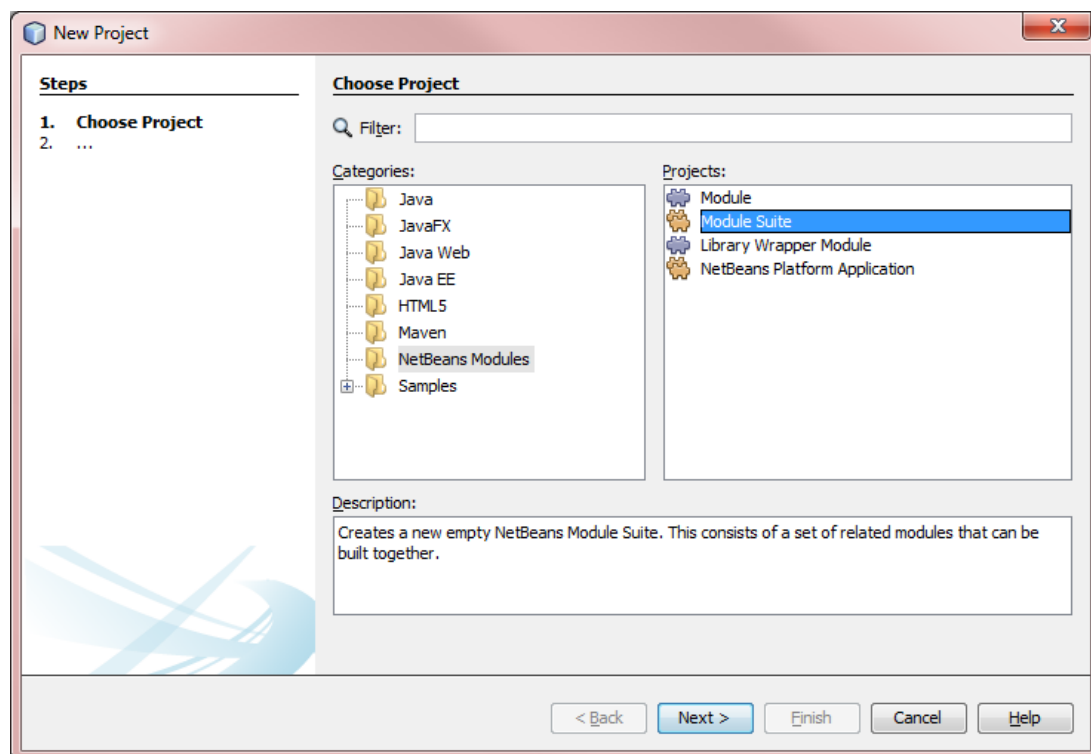 New Project
Steps
1. Choose Project
2. ...
Choose Project
Filter:
Categories:
Java
JavaFX
Java Web
Java EE
HTML5
Maven
NetBeans Modules
Samples
Projects:
Module
Module Suite
Library Wrapper Module
NetBeans Platform Application
Description:
Creates a new empty NetBeans Module Suite. This consists of a set of related modules that can be
built together.
< Back
Next >
Finish
Cancel
Help